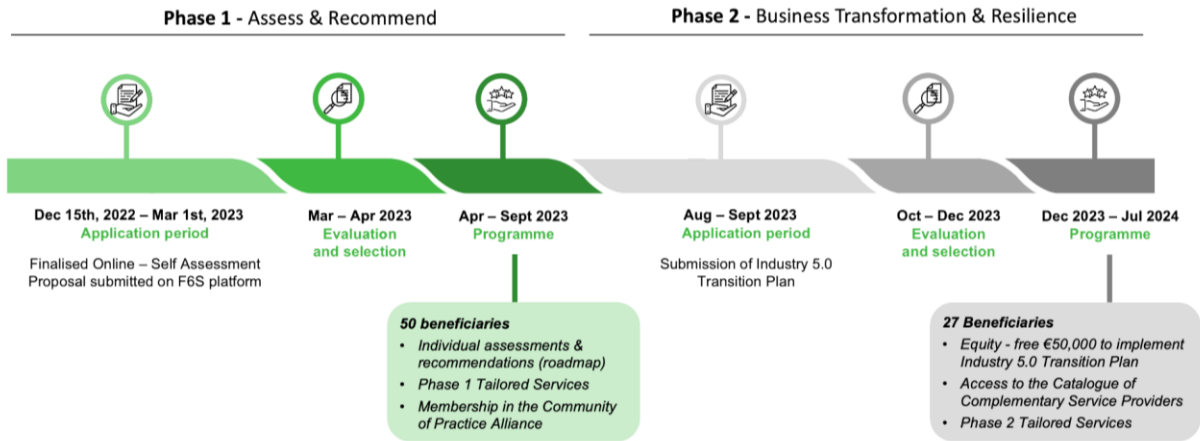 Phase 1 - Assess & Recommend
Phase 2 - Business Transformation & Resilience
Dec 15th, 2022 – Mar 1st, 2023
Application period
Finalised Online – Self Assessment
Proposal submitted on F6S platform
Mar – Apr 2023
Evaluation
and selection
Apr – Sept 2023
Programme
50 beneficiaries
• Individual assessments &
recommendations (roadmap)
• Phase 1 Tailored Services
• Membership in the Community
of Practice Alliance
Aug – Sept 2023
Application period
Submission of Industry 5.0
Transition Plan
Oct – Dec 2023
Evaluation
and selection
Dec 2023 – Jul 2024
Programme
27 Beneficiaries
• Equity - free €50,000 to implement
Industry 5.0 Transition Plan
• Access to the Catalogue of
Complementary Service Providers
• Phase 2 Tailored Services